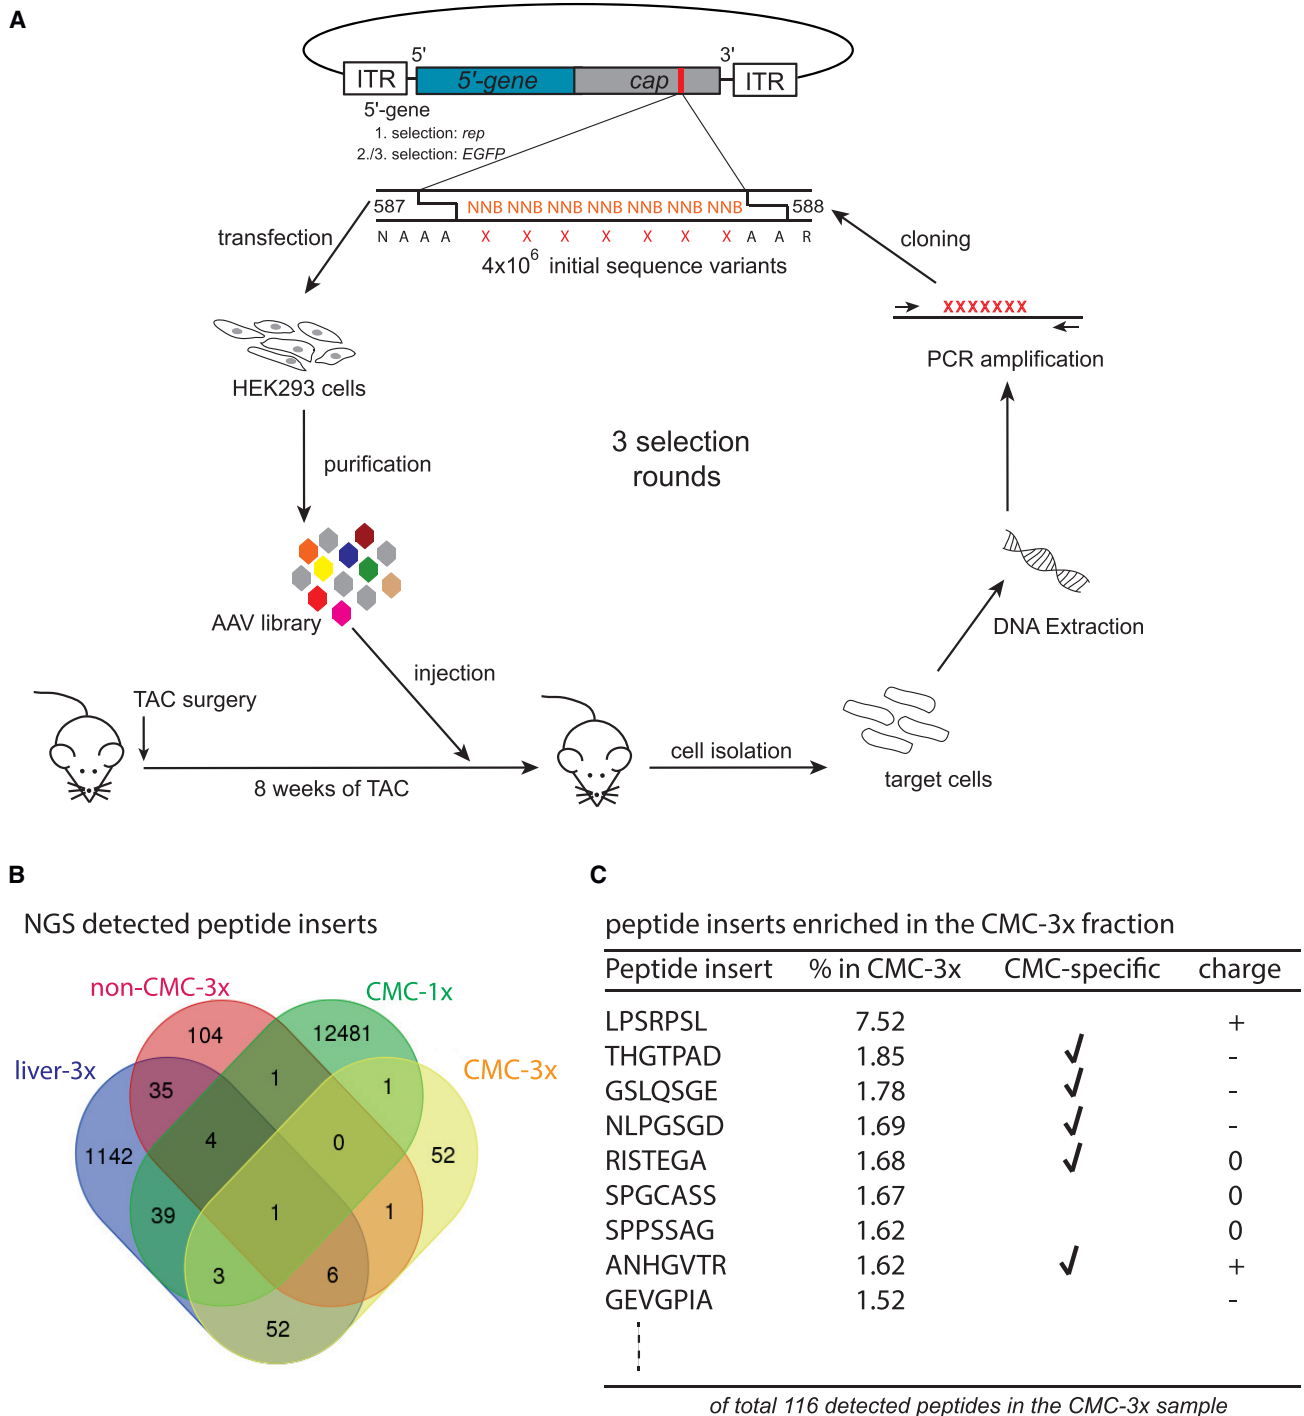 A
5'
3'
ITR
5'-gene
cap
ITR
5'-gene
1. selection: rep
2./3. selection: EGFP
587
NNB NNB NNB NNB NNB NNB NNB
588
N A A A X X X X X X X A A R
4x10^6 initial sequence variants
transfection
cloning
HEK293 cells
XXXXXXX
PCR amplification
3 selection
rounds
purification
AAV library
DNA Extraction
injection
TAC surgery
8 weeks of TAC
cell isolation
target cells
B
NGS detected peptide inserts
non-CMC-3x
CMC-1x
liver-3x
CMC-3x
104
12481
35
1
1
1142
4
0
52
39
1
1
3
6
52
C
peptide inserts enriched in the CMC-3x fraction
Peptide insert % in CMC-3x CMC-specific charge
LPSRPSL 7.52 +
THGTPAD 1.85 √ -
GSLQSGE 1.78 √ -
NLPGSGD 1.69 √ -
RISTEGA 1.68 √ 0
SPGCASS 1.67 0
SPPSSAG 1.62 0
ANHGVTR 1.62 √ +
GEVGPIA 1.52 -
of total 116 detected peptides in the CMC-3x sample